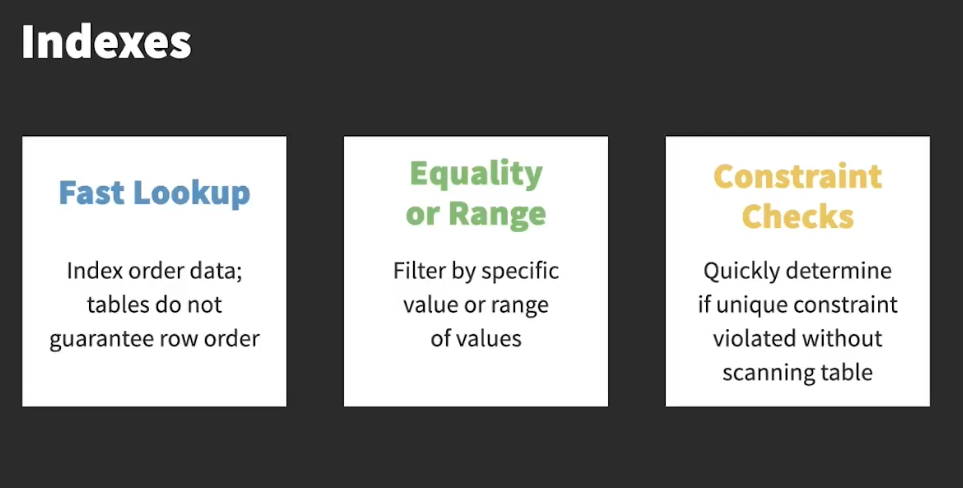 Indexes
Fast Lookup
Index order data;
tables do not
guarantee row order
Equality
or Range
Filter by specific
value or range
of values
Constraint
Checks
Quickly determine
if unique constraint
violated without
scanning table